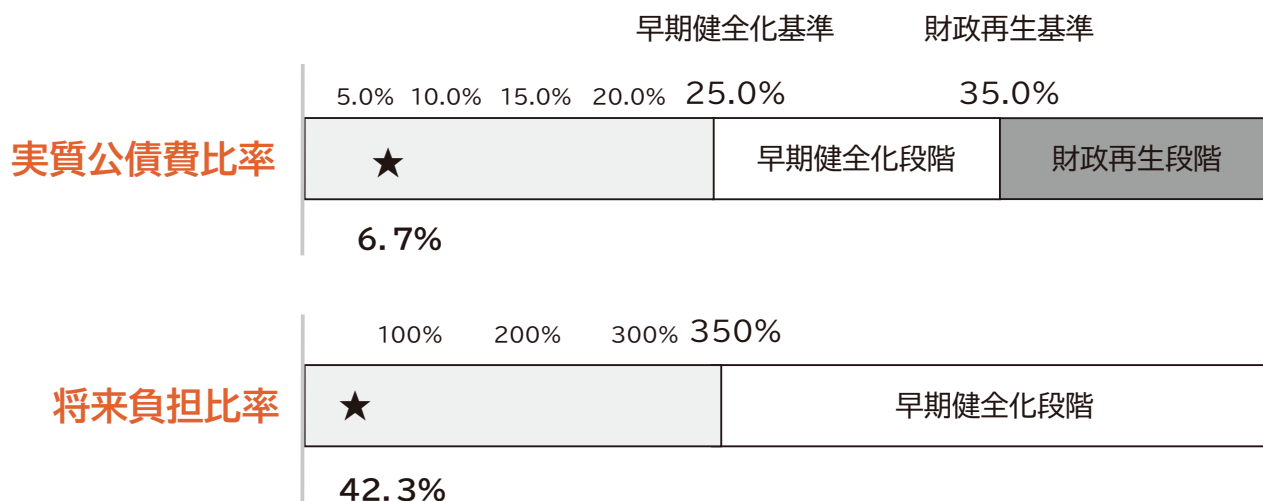 早期健全化基準 財政再生基準
5.0% 10.0% 15.0% 20.0% 25.0% 35.0%
実質公債費比率
★
早期健全化段階 財政再生段階
6.7%
100% 200% 300% 350%
将来負担比率
★
早期健全化段階
42.3%